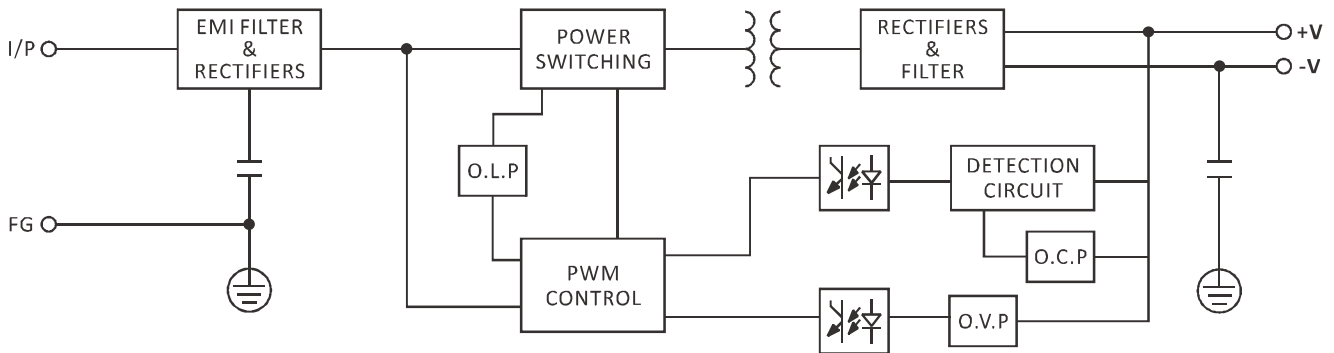 I/P
EMI FILTER
&
RECTIFIERS
POWER
SWITCHING
RECTIFIERS
&
FILTER
+V
-V
O.L.P
DETECTION
CIRCUIT
FG
O.C.P
PWM
CONTROL
O.V.P